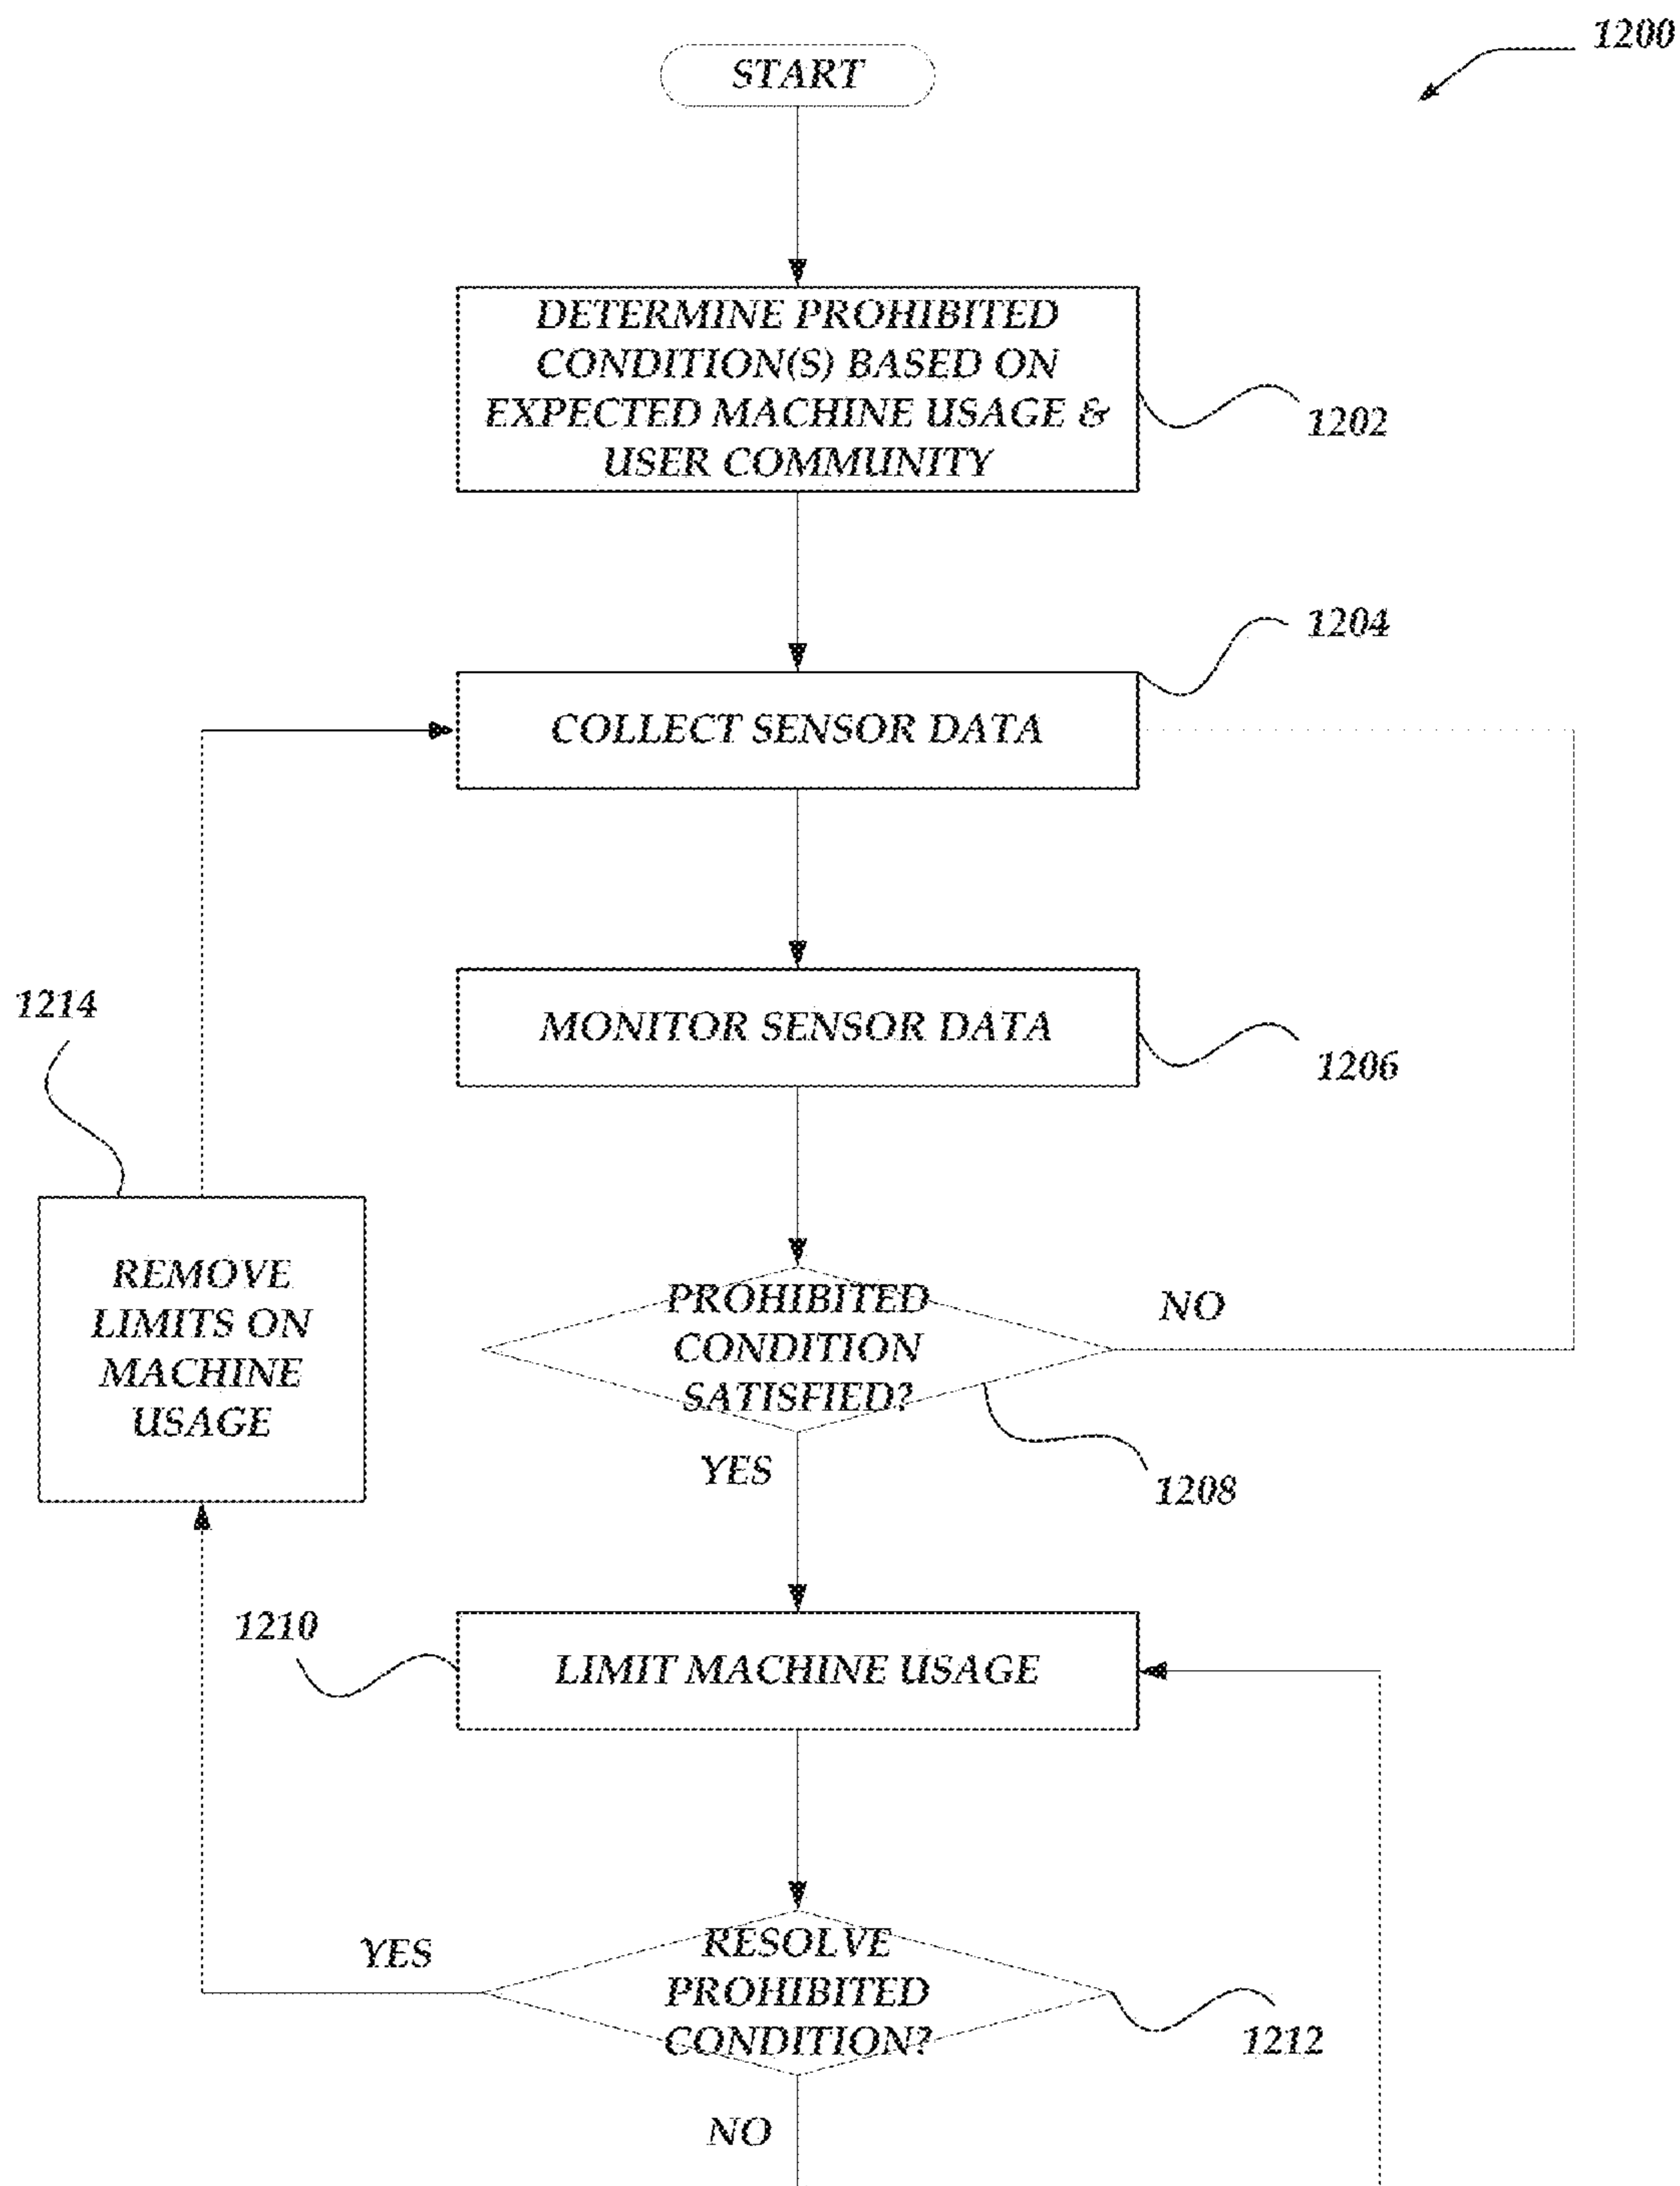 1200
START
DETERMINE PROHIBITED
CONDITION(S) BASED ON
EXPECTED MACHINE USAGE &
USER COMMUNITY
1202
1204
COLLECT SENSOR DATA
MONITOR SENSOR DATA
1206
1214
REMOVE
LIMITS ON
MACHINE
USAGE
PROHIBITED
CONDITION
SATISFIED?
NO
YES
1208
1210
LIMIT MACHINE USAGE
YES
RESOLVE
PROHIBITED
CONDITION?
1212
NO